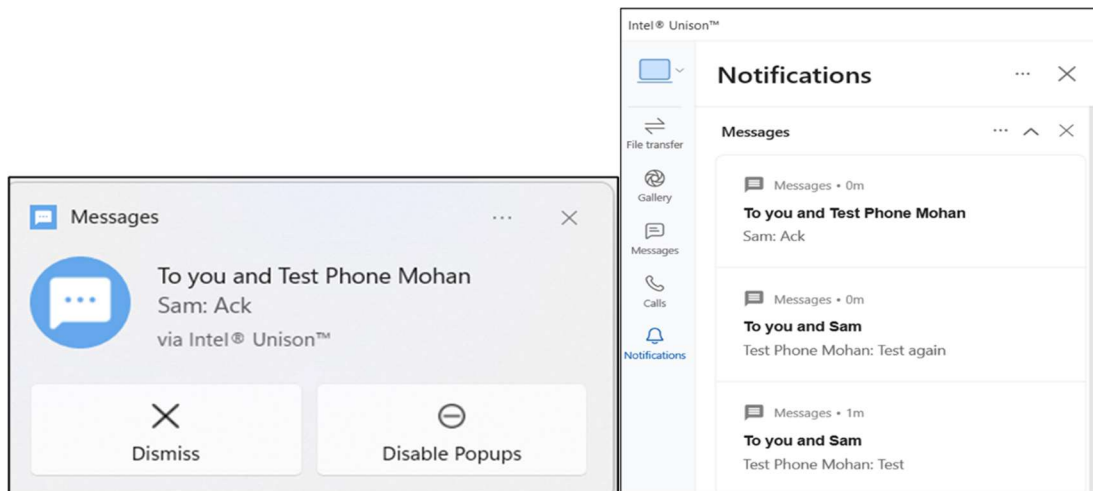 Messages
To you and Test Phone Mohan
Sam: Ack
via Intel® Unison™
Dismiss
Disable Popups
Intel® Unison™
File transfer
Gallery
Messages
Calls
Notifications
Notifications
Messages
Messages • 0m
To you and Test Phone Mohan
Sam: Ack
Messages • 0m
To you and Sam
Test Phone Mohan: Test again
Messages • 1m
To you and Sam
Test Phone Mohan: Test